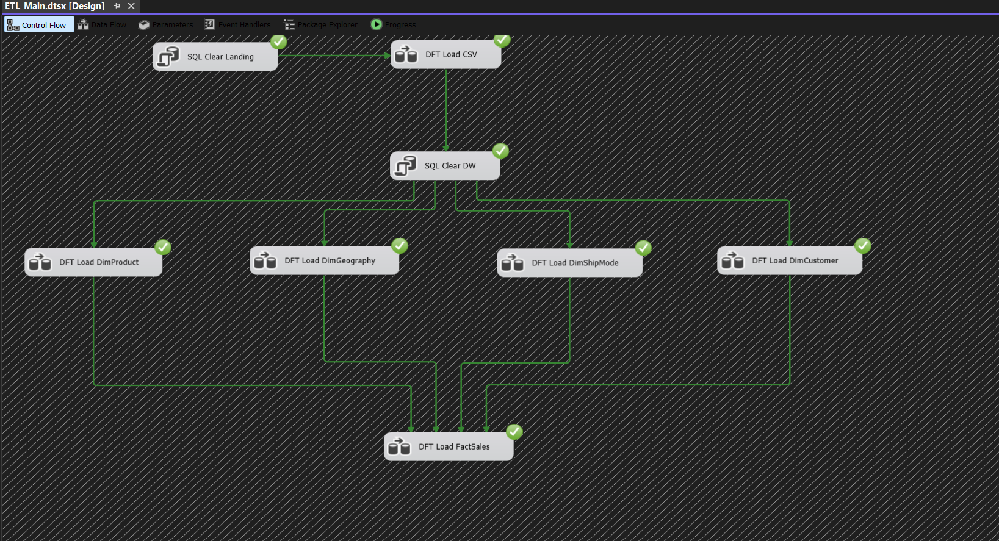 ETL_Main.dtsx [Design]
Control Flow
Data Flow
Parameters
Event Handlers
Package Explorer
Progress
SQL Clear Landing
DFT Load CSV
SQL Clear DW
DFT Load DimProduct
DFT Load DimGeography
DFT Load DimShipMode
DFT Load DimCustomer
DFT Load FactSales